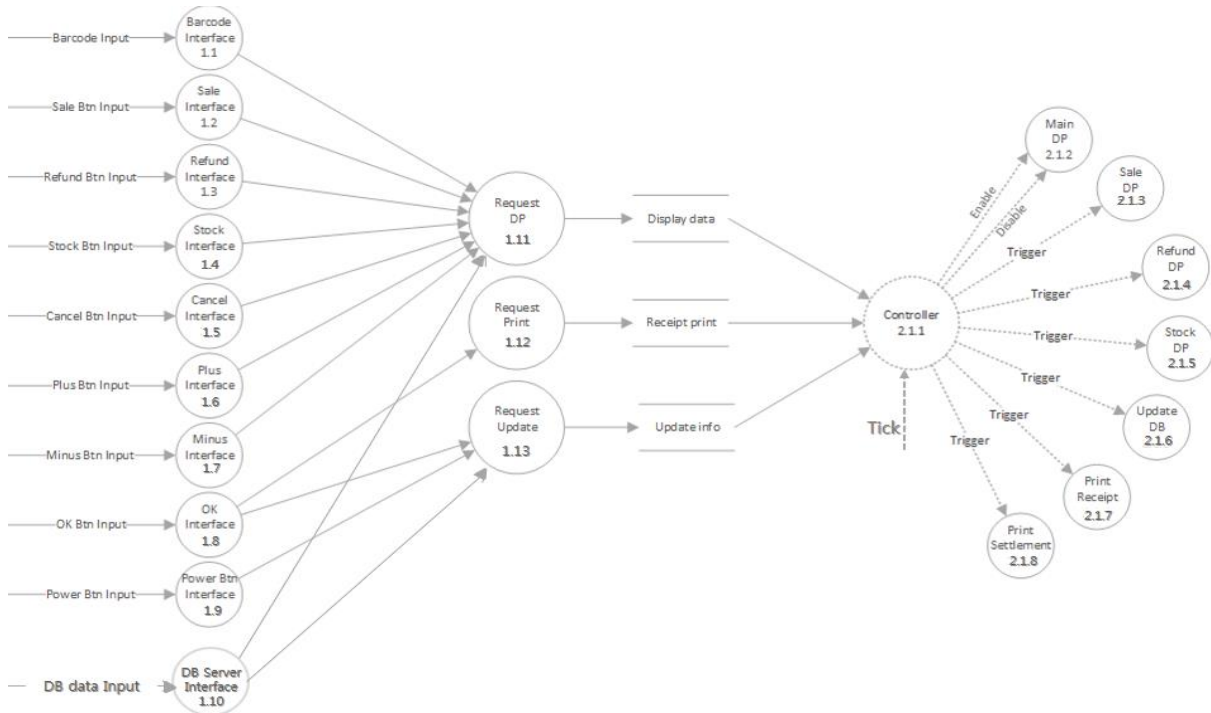 Barcode Input
Barcode
Interface
1.1
Sale Btn Input
Sale
Interface
1.2
Refund Btn Input
Refund
Interface
1.3
Stock Btn Input
Stock
Interface
1.4
Cancel Btn Input
Cancel
Interface
1.5
Plus Btn Input
Plus
Interface
1.6
Minus Btn Input
Minus
Interface
1.7
OK Btn Input
OK
Interface
1.8
Power Btn Input
Power Btn
Interface
1.9
DB data Input
DB Server
Interface
1.10
Request
DP
1.11
Request
Print
1.12
Request
Update
1.13
Display data
Receipt print
Update info
Controller
2.1.1
Tick
Enable
Disable
Trigger
Trigger
Trigger
Trigger
Trigger
Trigger
Main
DP
2.1.2
Sale
DP
2.1.3
Refund
DP
2.1.4
Stock
DP
2.1.5
Update
DB
2.1.6
Print
Receipt
2.1.7
Print
Settlement
2.1.8